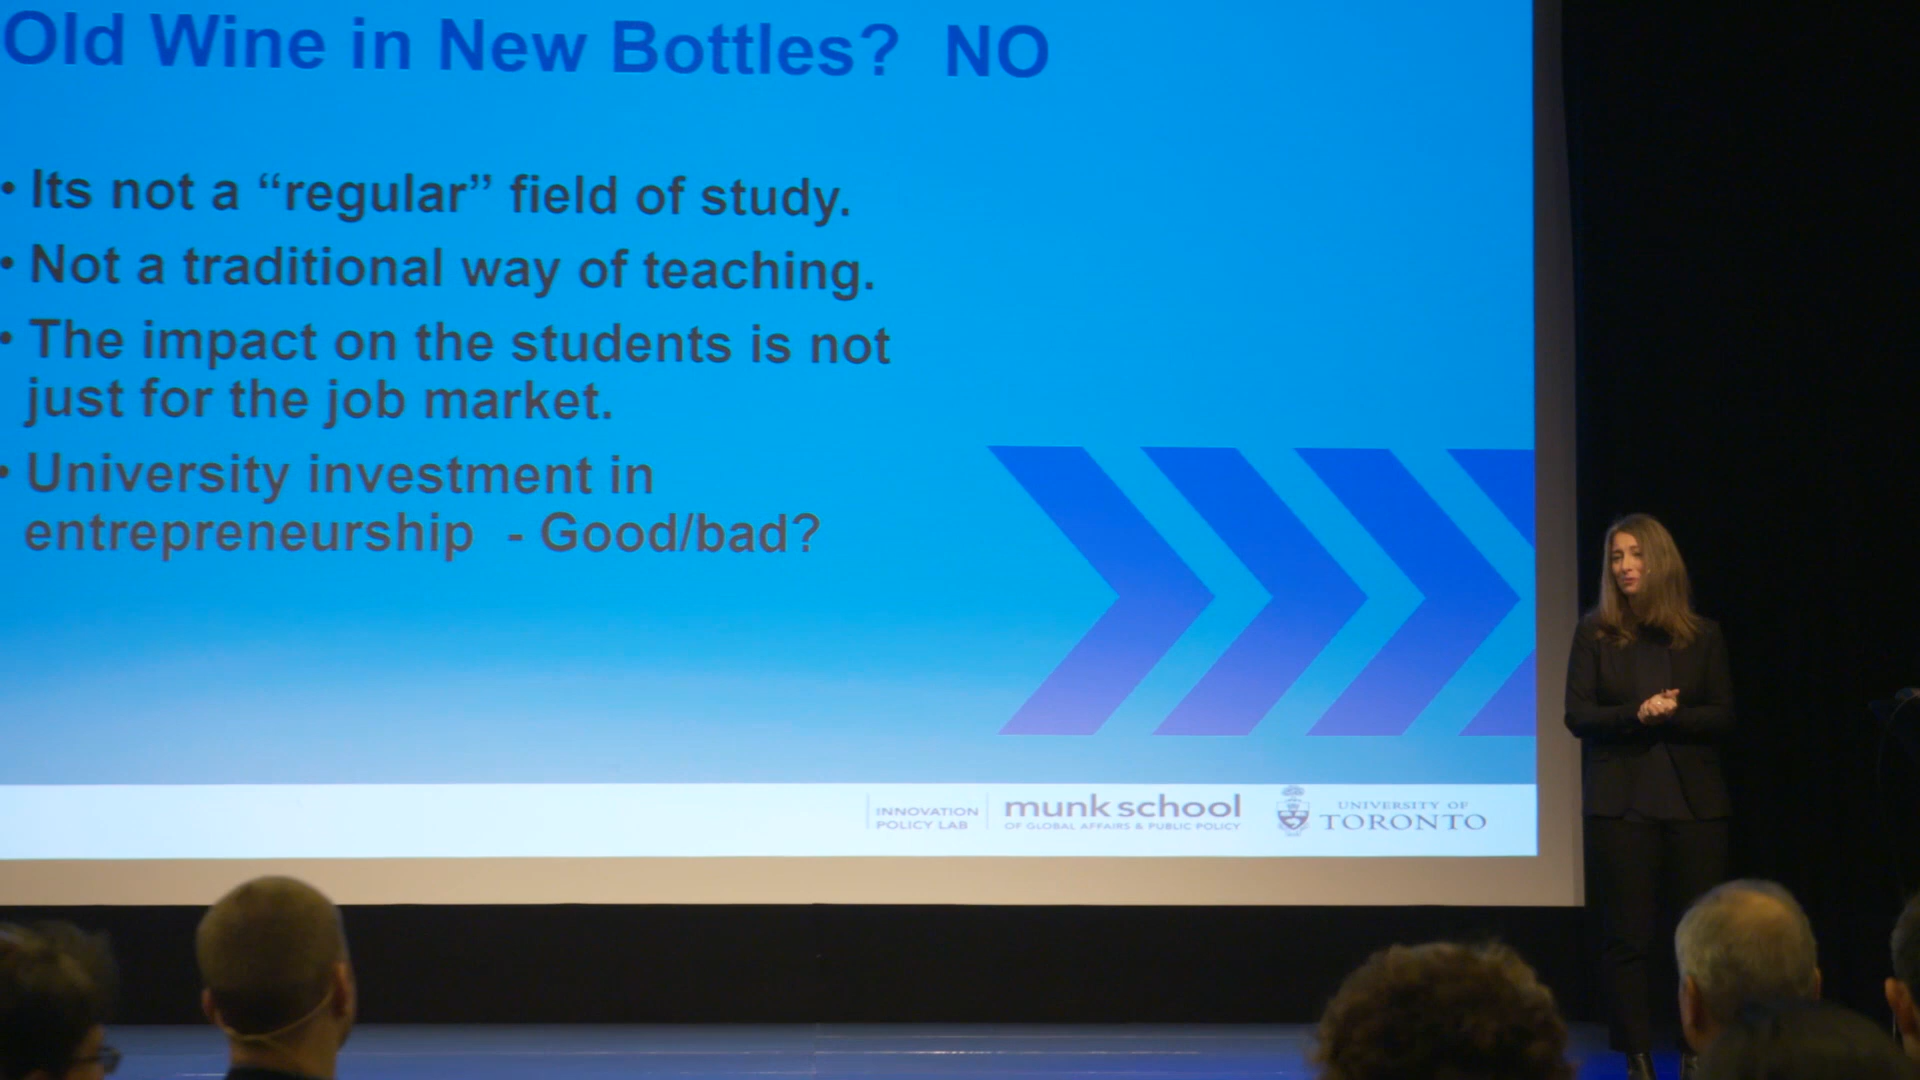 Old Wine in New Bottles? NO
• Its not a “regular” field of study.
• Not a traditional way of teaching.
• The impact on the students is not
just for the job market.
• University investment in
entrepreneurship - Good/bad?
INNOVATION
POLICY LAB
munk school
OF GLOBAL AFFAIRS & PUBLIC POLICY
UNIVERSITY OF
TORONTO